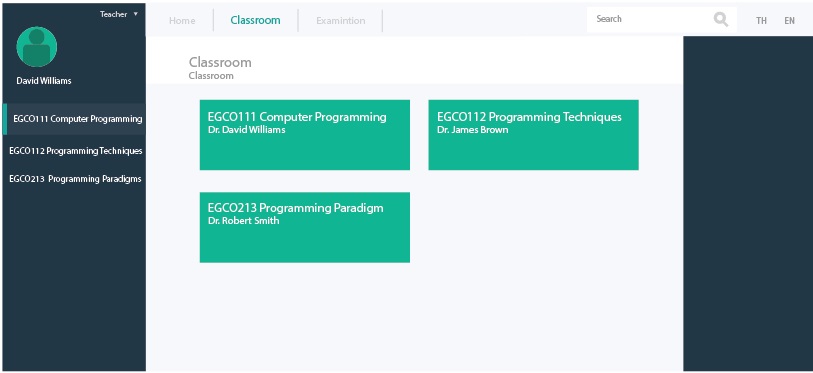 Teacher
David Williams
EGCO111 Computer Programming
EGCO112 Programming Techniques
EGCO213 Programming Paradigms
Home
Classroom
Examintion
Search
TH
EN
Classroom
Classroom
EGCO111 Computer Programming
Dr. David Williams
EGCO112 Programming Techniques
Dr. James Brown
EGCO213 Programming Paradigm
Dr. Robert Smith